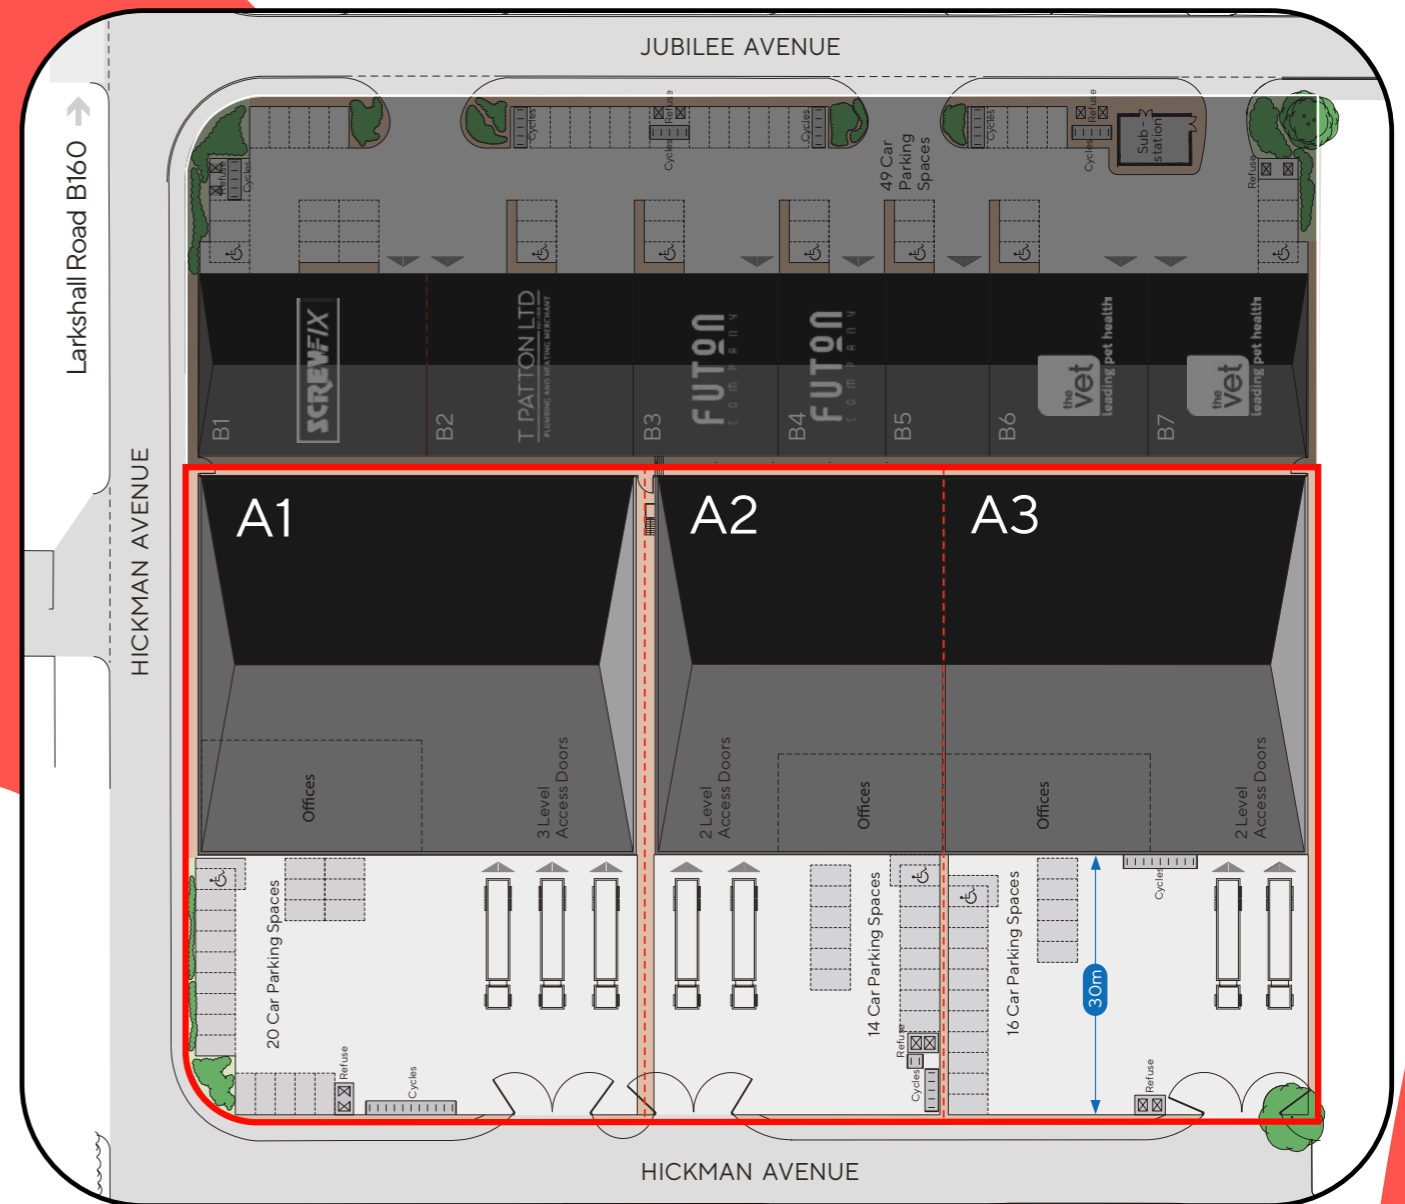 JUBILEE AVENUE
Larkshall Road B160
HICKMAN AVENUE
Refuse
Cycles
Cycles
Refuse
Cycles
Cycles
49 Car
Parking
Spaces
Cycles
Refuse
Cycles
Sub-
station
Refuse
B1
SCREWFIX
B2
T PATTON LTD
PLUMBING AND HEATING MERCHANT
B3
FUTON
COMPANY
B4
FUTON
COMPANY
B5
B6
the
Vet
leading pet health
B7
the
Vet
leading pet health
A1
A2
A3
Offices
3 Level
Access Doors
2 Level
Access Doors
Offices
Offices
2 Level
Access Doors
20 Car Parking Spaces
Refuse
Cycles
14 Car Parking Spaces
Refuse
Cycles
16 Car Parking Spaces
30m
Cycles
Refuse
HICKMAN AVENUE